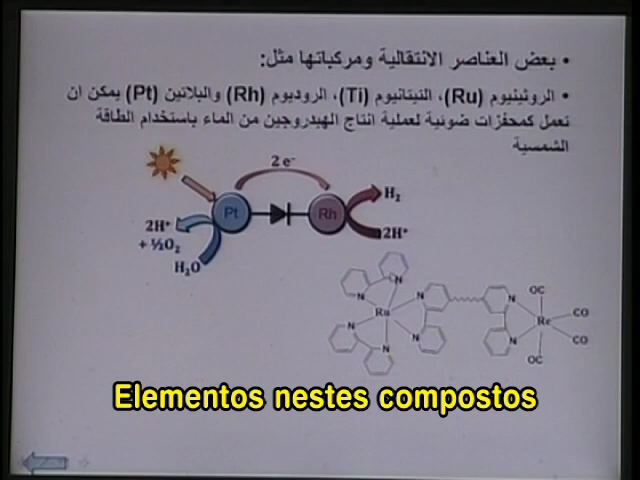 • بعض العناصر الانتقالية ومركباتها مثل:
• الروثينيوم (Ru)، التيتانيوم (Ti)، الروديوم (Rh) والبلاتين (Pt) يمكن ان
تعمل كمحفزات ضوئية لعملية انتاج الهيدروجين من الماء باستخدام الطاقة
الشمسية
2 e⁻
Pt
Rh
H₂
2H⁺
2H⁺
+ ½O₂
H₂O
N
N
N
N
N
N
Ru
N
N
Re
OC
CO
CO
OC
Elementos nestes compostos